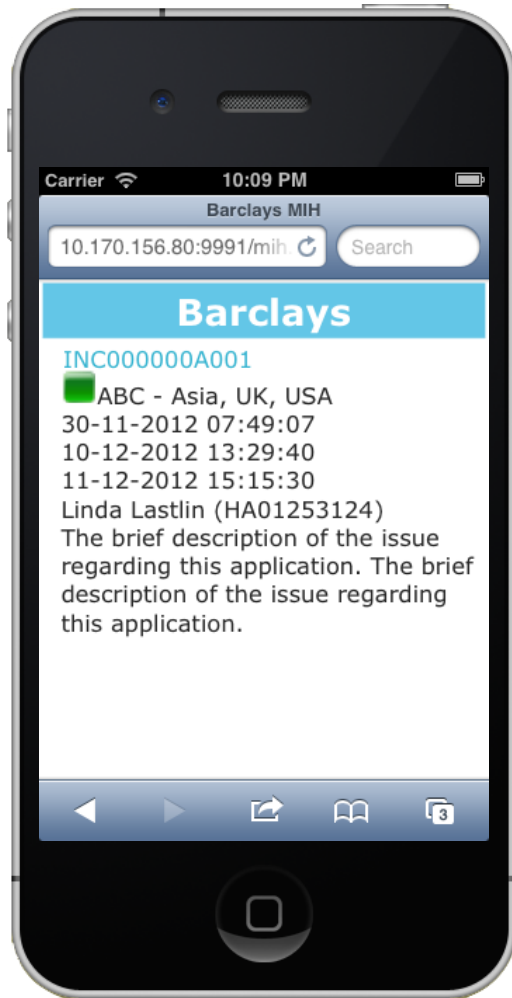 Carrier 10:09 PM
Barclays MIH
10.170.156.80:9991/mih. Search
Barclays
INC000000A001
ABC - Asia, UK, USA
30-11-2012 07:49:07
10-12-2012 13:29:40
11-12-2012 15:15:30
Linda Lastlin (HA01253124)
The brief description of the issue
regarding this application. The brief
description of the issue regarding
this application.
3